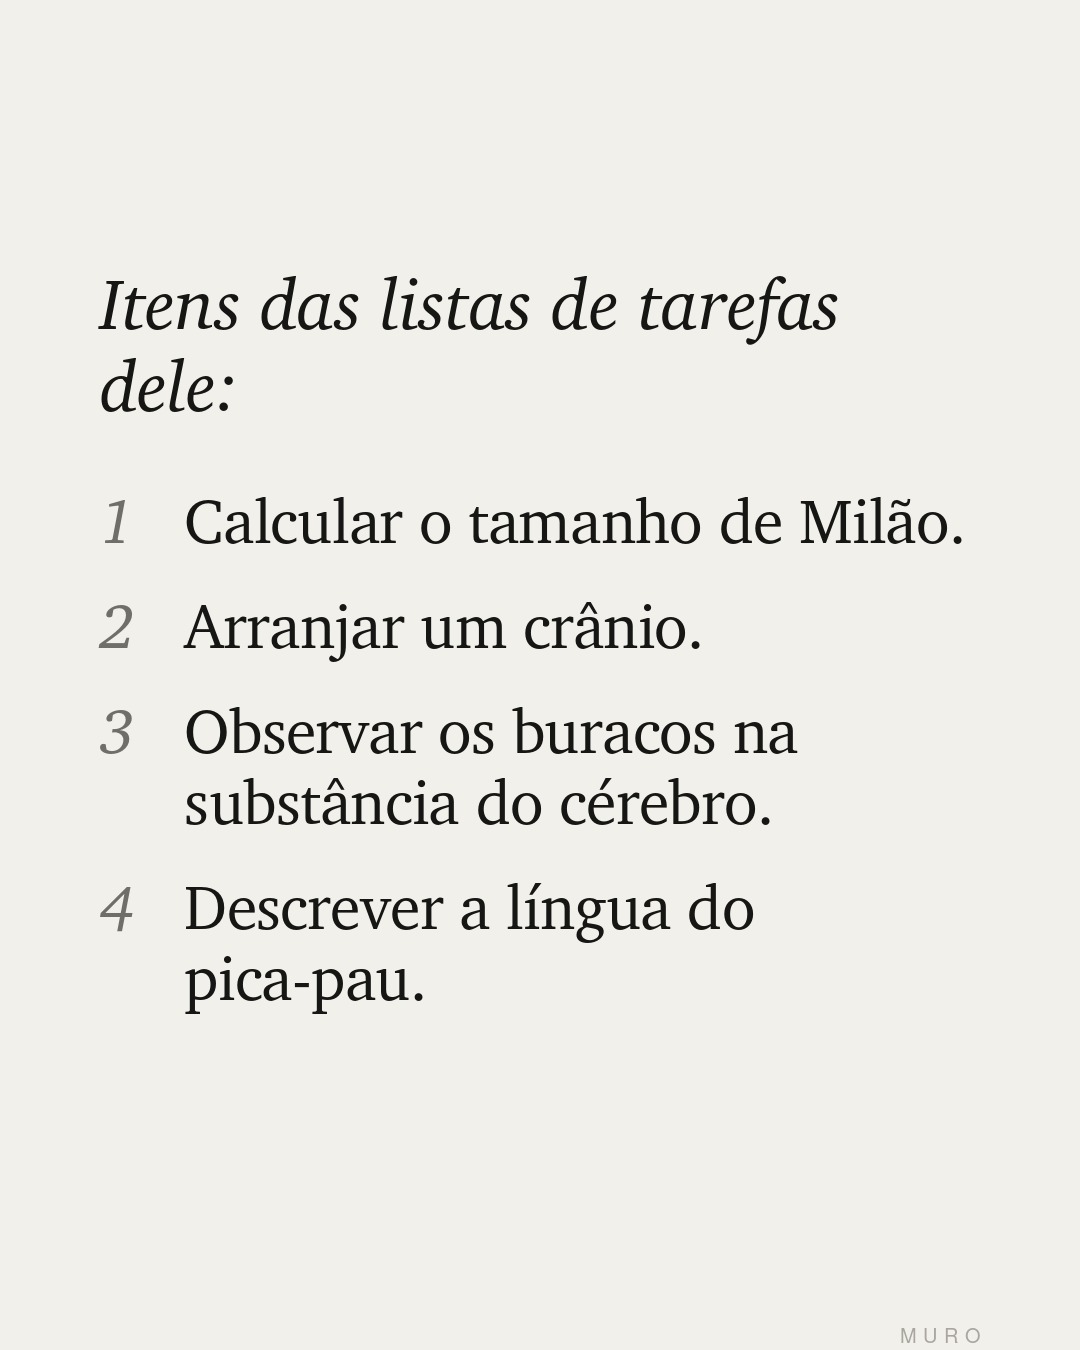 Itens das listas de tarefas
dele:
1 Calcular o tamanho de Milão.
2 Arranjar um crânio.
3 Observar os buracos na
substância do cérebro.
4 Descrever a língua do
pica-pau.
MURO